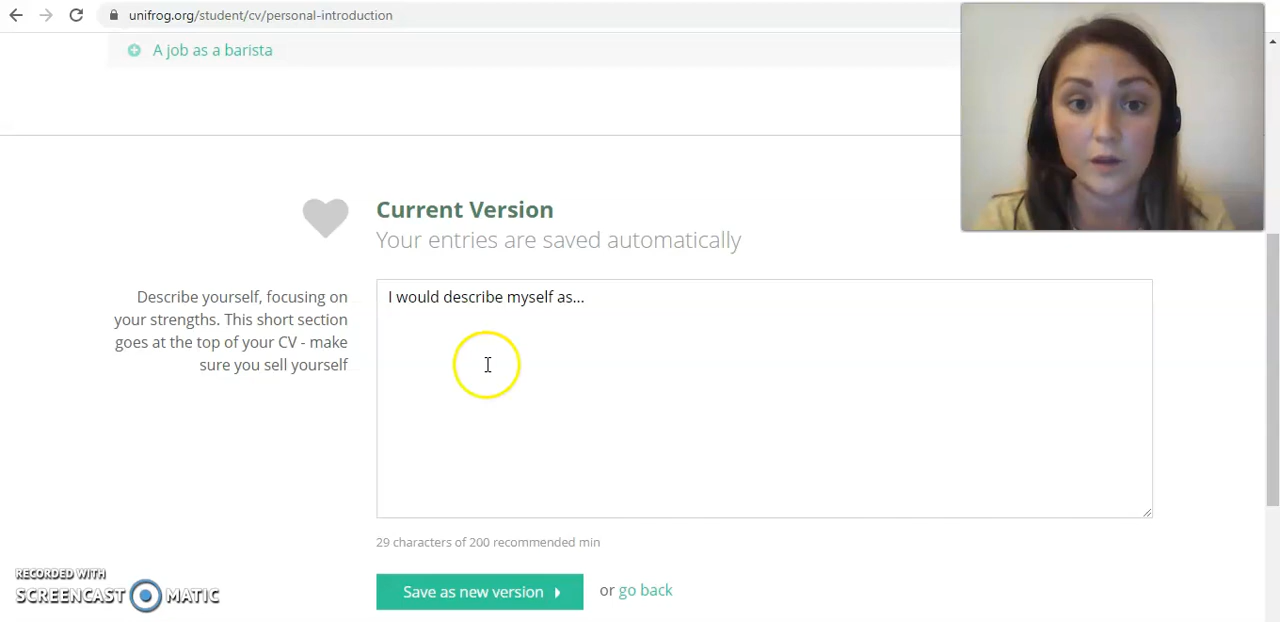 unifrog.org/student/cv/personal-introduction
A job as a barista
Current Version
Your entries are saved automatically
Describe yourself, focusing on
your strengths. This short section
goes at the top of your CV - make
sure you sell yourself
I would describe myself as...
29 characters of 200 recommended min
Save as new version
or go back
RECORDED WITH
SCREENCAST MATIC